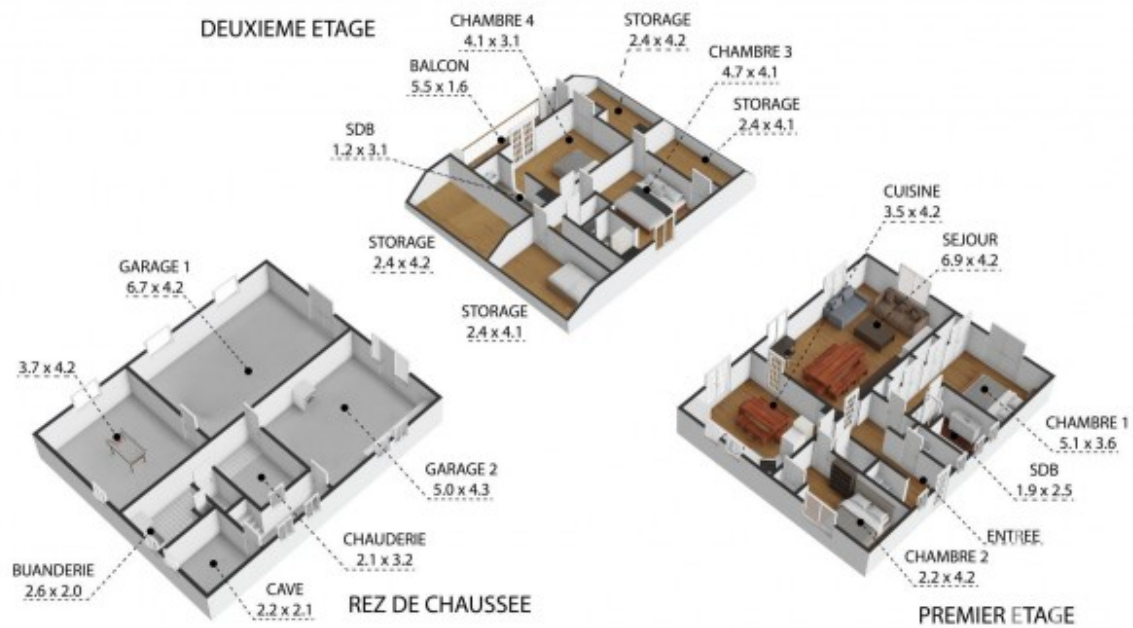 DEUXIEME ETAGE
CHAMBRE 4
4.1 x 3.1
STORAGE
2.4 x 4.2
BALCON
5.5 x 1.6
CHAMBRE 3
4.7 x 4.1
STORAGE
2.4 x 4.1
SDB
1.2 x 3.1
STORAGE
2.4 x 4.2
STORAGE
2.4 x 4.1
CUISINE
3.5 x 4.2
SEJOUR
6.9 x 4.2
CHAMBRE 1
5.1 x 3.6
SDB
1.9 x 2.5
ENTREE
CHAMBRE 2
2.2 x 4.2
PREMIER ETAGE
GARAGE 1
6.7 x 4.2
3.7 x 4.2
GARAGE 2
5.0 x 4.3
CHAUDERIE
2.1 x 3.2
BUANDERIE
2.6 x 2.0
CAVE
2.2 x 2.1
REZ DE CHAUSSEE